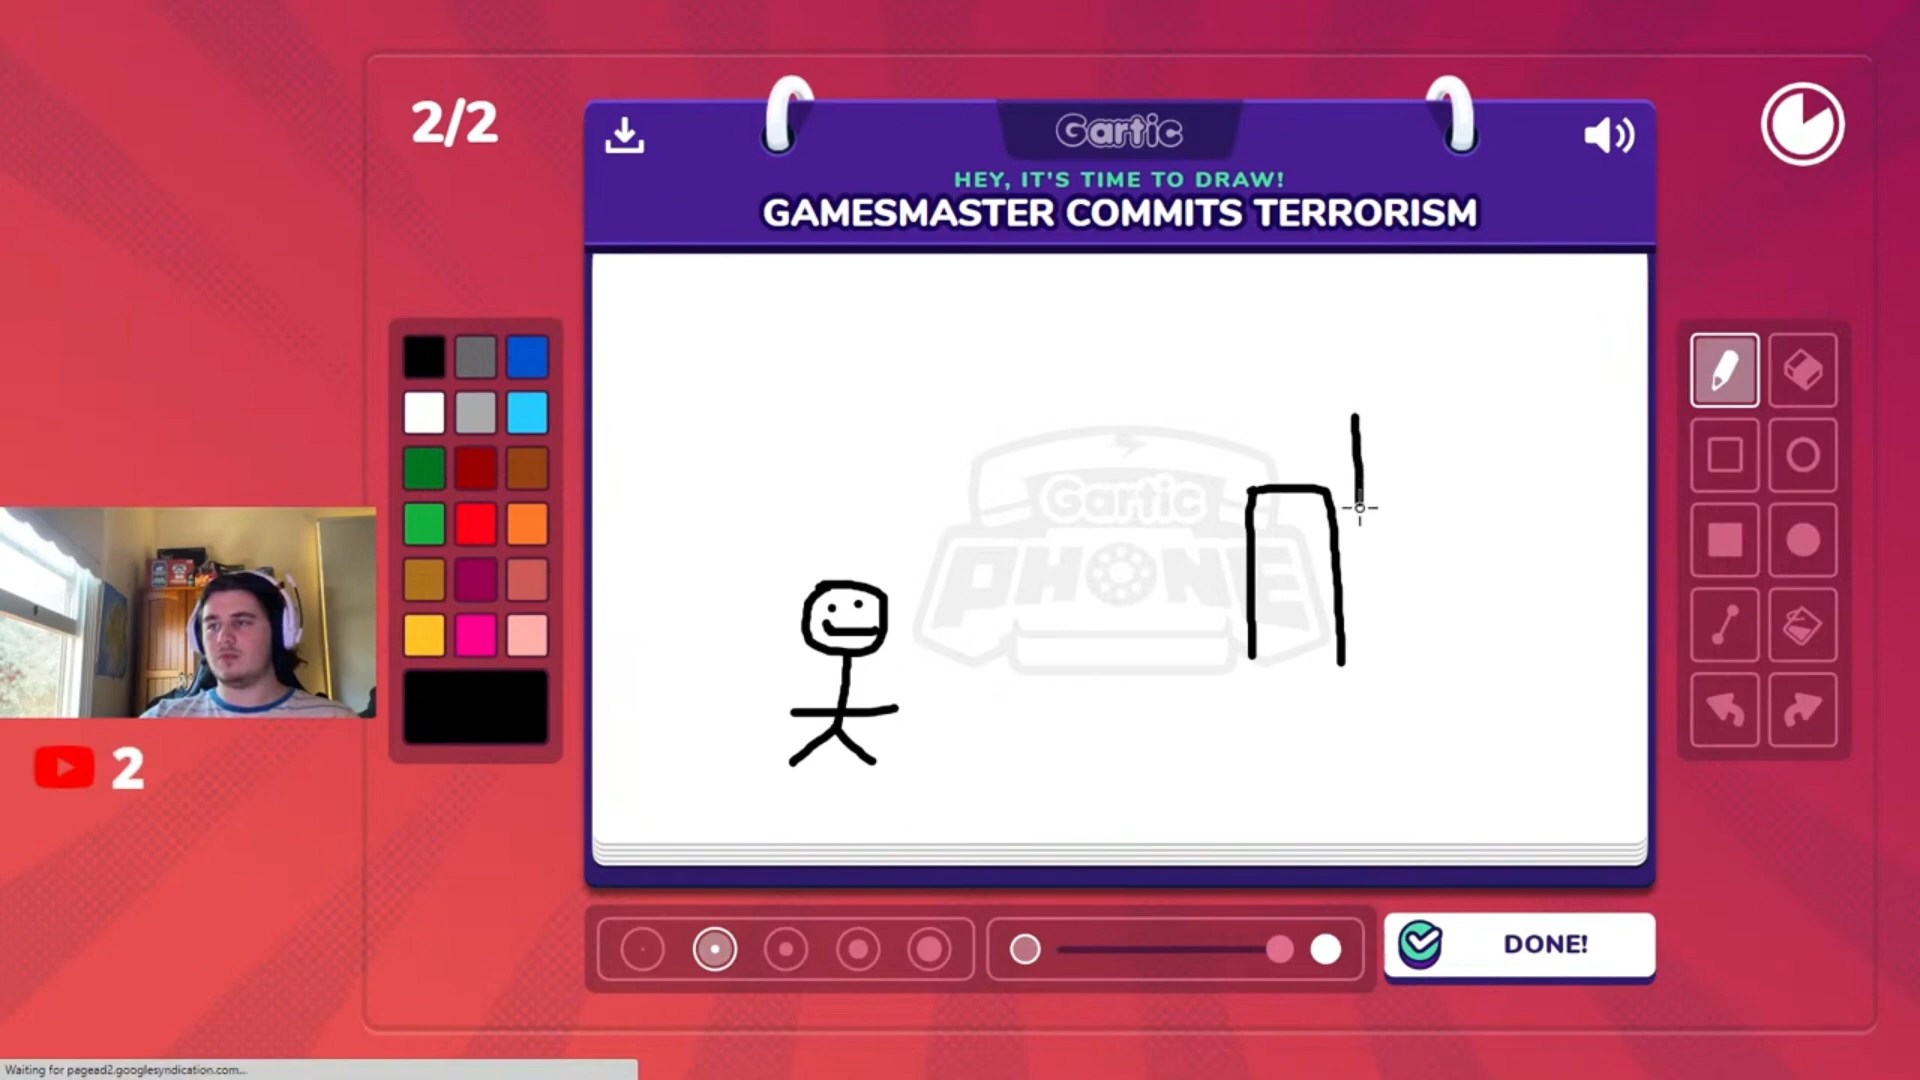 2/2
Gartic
HEY, IT'S TIME TO DRAW!
GAMESMASTER COMMITS TERRORISM
Gartic
PHONE
2
DONE!
Waiting for pagead2.googlesyndication.com...